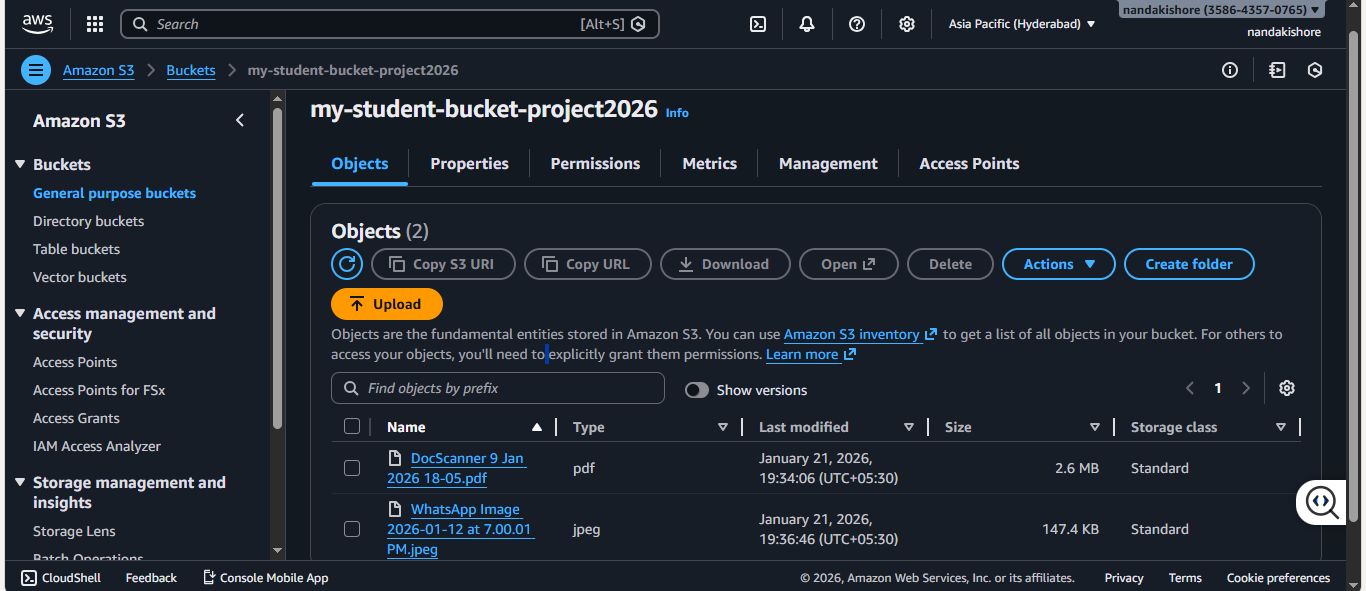 aws
Search [Alt+S]
Asia Pacific (Hyderabad)
nandakishore (3586-4357-0765)
nandakishore
Amazon S3
Buckets
my-student-bucket-project2026
Amazon S3
Buckets
General purpose buckets
Directory buckets
Table buckets
Vector buckets
Access management and
security
Access Points
Access Points for FSx
Access Grants
IAM Access Analyzer
Storage management and
insights
Storage Lens
Batch Operations
my-student-bucket-project2026 Info
Objects Properties Permissions Metrics Management Access Points
Objects (2)
Copy S3 URI Copy URL Download Open Delete Actions Create folder
Upload
Objects are the fundamental entities stored in Amazon S3. You can use Amazon S3 inventory to get a list of all objects in your bucket. For others to
access your objects, you'll need to explicitly grant them permissions. Learn more
Find objects by prefix Show versions 1
Name Type Last modified Size Storage class
DocScanner 9 Jan
2026 18-05.pdf
pdf
January 21, 2026,
19:34:06 (UTC+05:30)
2.6 MB
Standard
WhatsApp Image
2026-01-12 at 7.00.01
PM.jpeg
jpeg
January 21, 2026,
19:36:46 (UTC+05:30)
147.4 KB
Standard
CloudShell Feedback Console Mobile App © 2026, Amazon Web Services, Inc. or its affiliates. Privacy Terms Cookie preferences